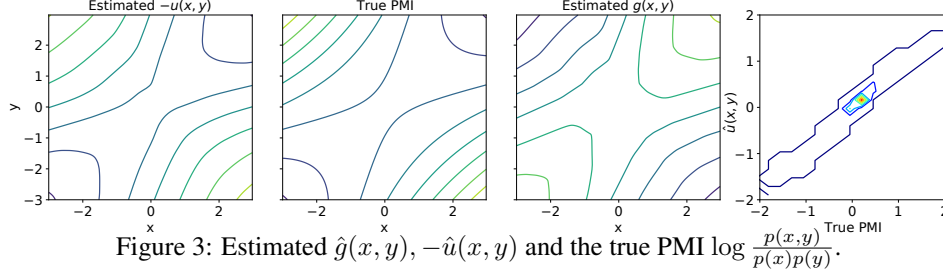 Estimated −u(x, y)
True PMI
Estimated g(x, y)
y
2
1
0
−1
−2
−3
−2 0 2
x
−2 0 2
x
−2 0 2
x
û(x, y)
2
1
0
−1
−2
−2 −1 0 1 2
True PMI
Figure 3: Estimated ĝ(x, y), −û(x, y) and the true PMI log p(x,y)/p(x)p(y).